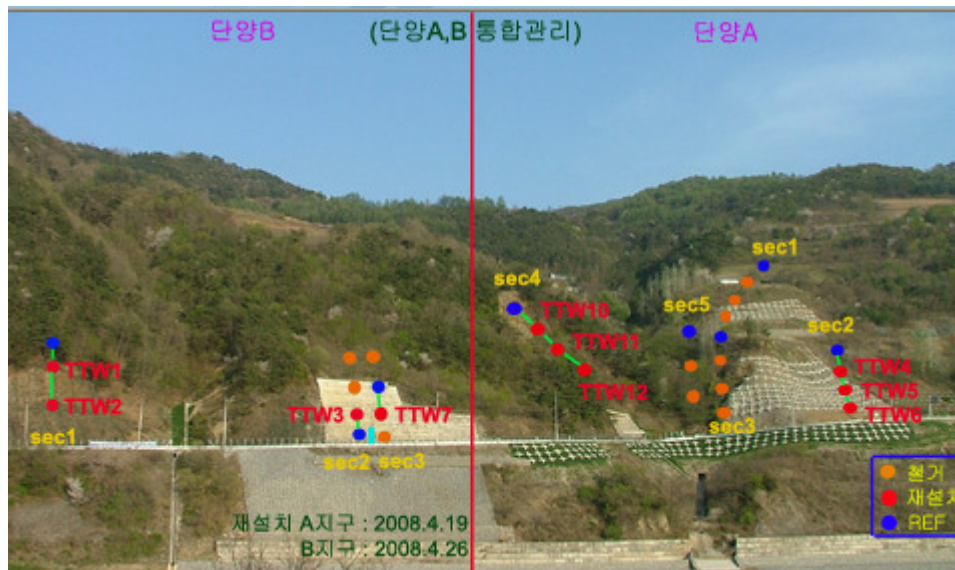 단양B
(단양A,B 통합관리)
단양A
sec1
sec4
TTW10
sec5
TTW11
sec2
TTW1
TTW4
TTW12
TTW5
TTW2
TTW3
TTW7
TTW6
sec1
sec3
sec2
sec3
철거
재설치
REF
재설치 A지구 : 2008.4.19
B지구 : 2008.4.26